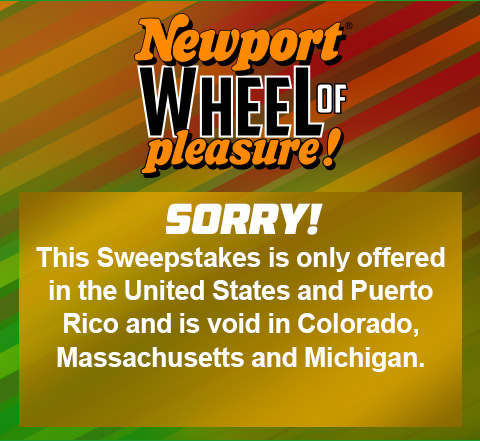 Newport®
WHEEL OF
pleasure!
SORRY!
This Sweepstakes is only offered
in the United States and Puerto
Rico and is void in Colorado,
Massachusetts and Michigan.